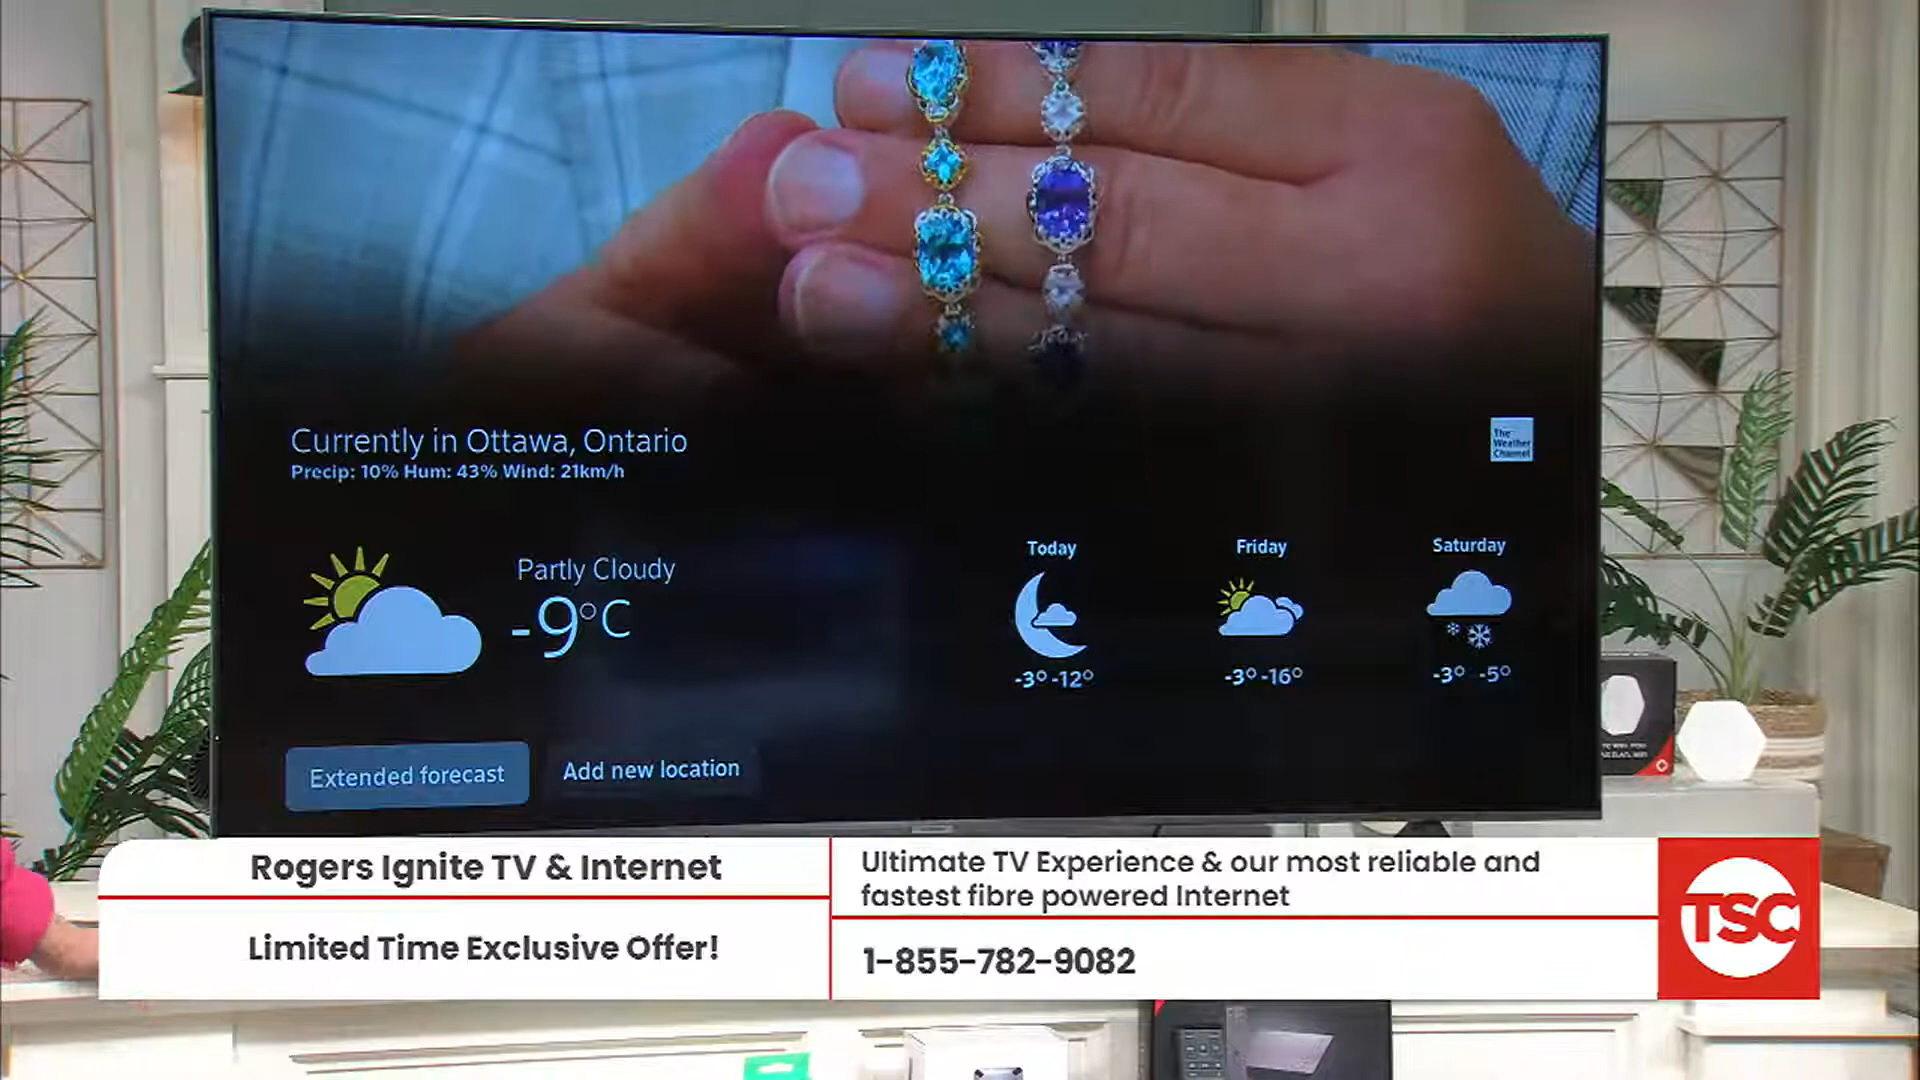 Currently in Ottawa, Ontario
Precip: 10% Hum: 43% Wind: 21km/h
The
Weather
Channel
Partly Cloudy
-9°C
Today
Friday
Saturday
-3° -12°
-3° -16°
-3° -5°
Extended forecast
Add new location
Rogers Ignite TV & Internet
Limited Time Exclusive Offer!
Ultimate TV Experience & our most reliable and
fastest fibre powered Internet
1-855-782-9082
TSC